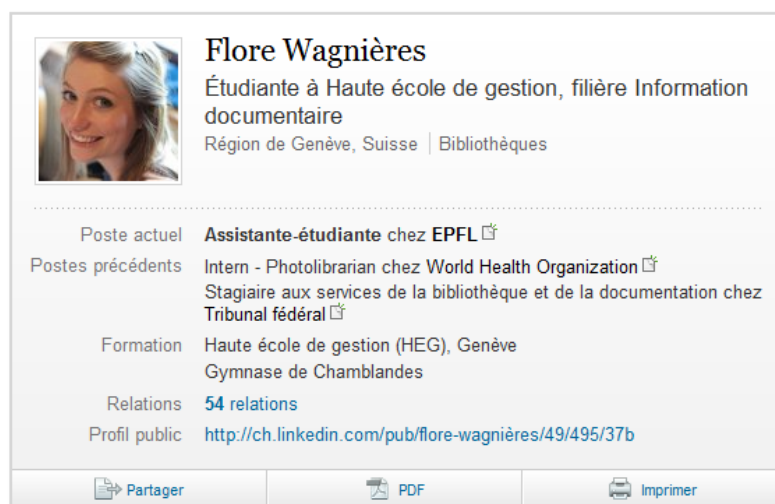 Flore Wagnières
Étudiante à Haute école de gestion, filière Information
documentaire
Région de Genève, Suisse | Bibliothèques
Poste actuel Assistante-étudiante chez EPFL
Postes précédents Intern - Photolibrarian chez World Health Organization
Stagiaire aux services de la bibliothèque et de la documentation chez
Tribunal fédéral
Formation Haute école de gestion (HEG), Genève
Gymnase de Chamblandes
Relations 54 relations
Profil public http://ch.linkedin.com/pub/flore-wagnières/49/495/37b
Partager PDF Imprimer